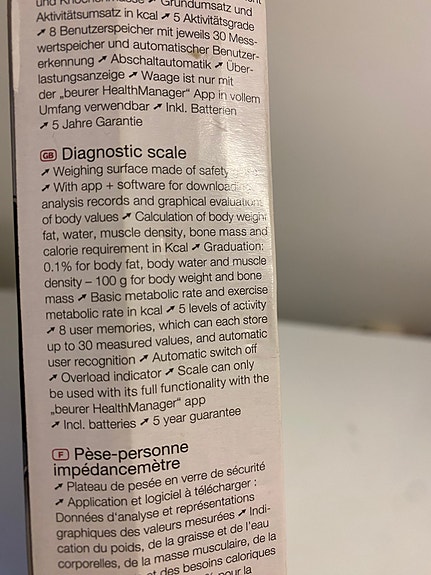 und Knochenmasse ➚ Grundumsatz und
Aktivitätsumsatz in kcal ➚ 5 Aktivitätsgrade
➚ 8 Benutzerspeicher mit jeweils 30 Mess-
wertspeicher und automatischer Benutzer-
erkennung ➚ Abschaltautomatik ➚ Über-
lastungsanzeige ➚ Waage ist nur mit
der „beurer HealthManager“ App in vollem
Umfang verwendbar ➚ Inkl. Batterien
➚ 5 Jahre Garantie
GB Diagnostic scale
➚ Weighing surface made of safety
➚ With app + software for download
analysis records and graphical evaluations
of body values ➚ Calculation of body weight,
fat, water, muscle density, bone mass and
calorie requirement in Kcal ➚ Graduation:
0.1% for body fat, body water and muscle
density – 100 g for body weight and bone
mass ➚ Basic metabolic rate and exercise
metabolic rate in kcal ➚ 5 levels of activity
➚ 8 user memories, which can each store
up to 30 measured values, and automatic
user recognition ➚ Automatic switch off
➚ Overload indicator ➚ Scale can only
be used with its full functionality with the
„beurer HealthManager“ app
➚ Incl. batteries ➚ 5 year guarantee
F Pèse-personne
impédancemètre
➚ Plateau de pesée en verre de sécurité
➚ Application et logiciel à télécharger :
Données d'analyse et représentations
graphiques des valeurs mesurées ➚ Indi-
cation du poids, de la graisse et de l'eau
corporelles, de la masse musculaire, de la
et des besoins caloriques
% pour la